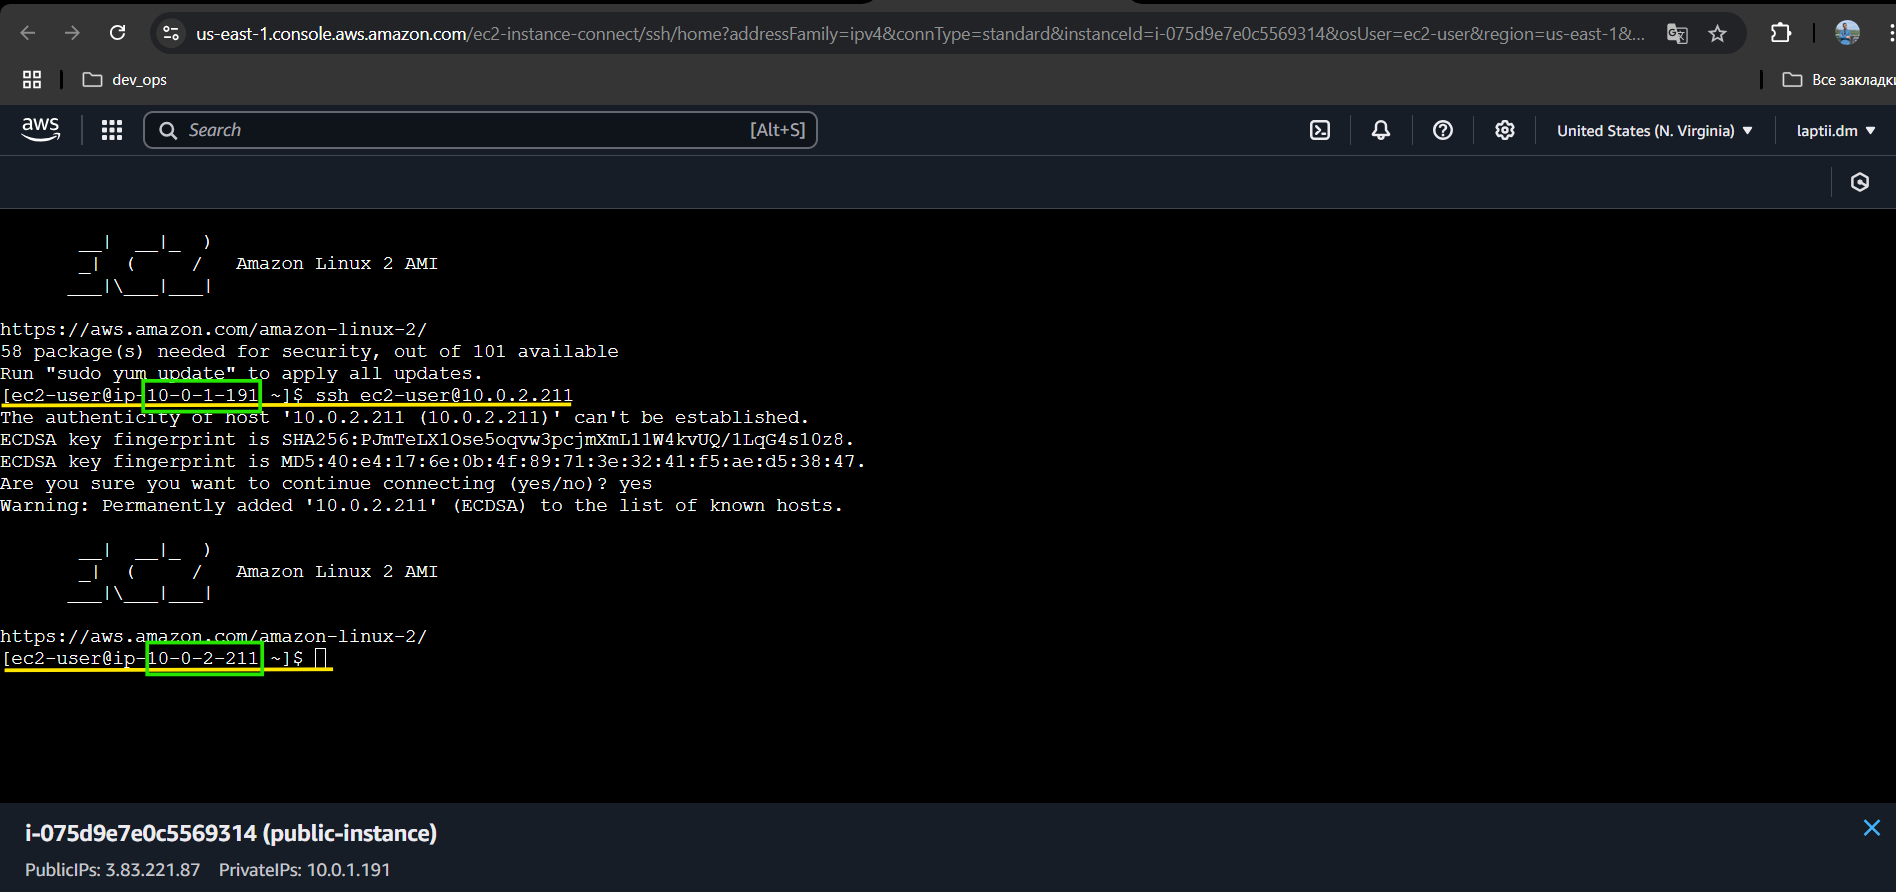 us-east-1.console.aws.amazon.com/ec2-instance-connect/ssh/home?addressFamily=ipv4&connType=standard&instanceId=i-075d9e7e0c5569314&osUser=ec2-user&region=us-east-1&...
dev_ops
Все закладки
aws
Search
[Alt+S]
United States (N. Virginia) ▼
laptii.dm ▼
       __|  __|_  )
       _|  (     /   Amazon Linux 2 AMI
      ___|\___|___|
https://aws.amazon.com/amazon-linux-2/
58 package(s) needed for security, out of 101 available
Run "sudo yum update" to apply all updates.
[ec2-user@ip-10-0-1-191 ~]$ ssh ec2-user@10.0.2.211
The authenticity of host '10.0.2.211 (10.0.2.211)' can't be established.
ECDSA key fingerprint is SHA256:PJmTeLX1Ose5oqvw3pcjmXmL11W4kvUQ/1LqG4s10z8.
ECDSA key fingerprint is MD5:40:e4:17:6e:0b:4f:89:71:3e:32:41:f5:ae:d5:38:47.
Are you sure you want to continue connecting (yes/no)? yes
Warning: Permanently added '10.0.2.211' (ECDSA) to the list of known hosts.
       __|  __|_  )
       _|  (     /   Amazon Linux 2 AMI
      ___|\___|___|
https://aws.amazon.com/amazon-linux-2/
[ec2-user@ip-10-0-2-211 ~]$
i-075d9e7e0c5569314 (public-instance)
PublicIPs: 3.83.221.87 PrivateIPs: 10.0.1.191